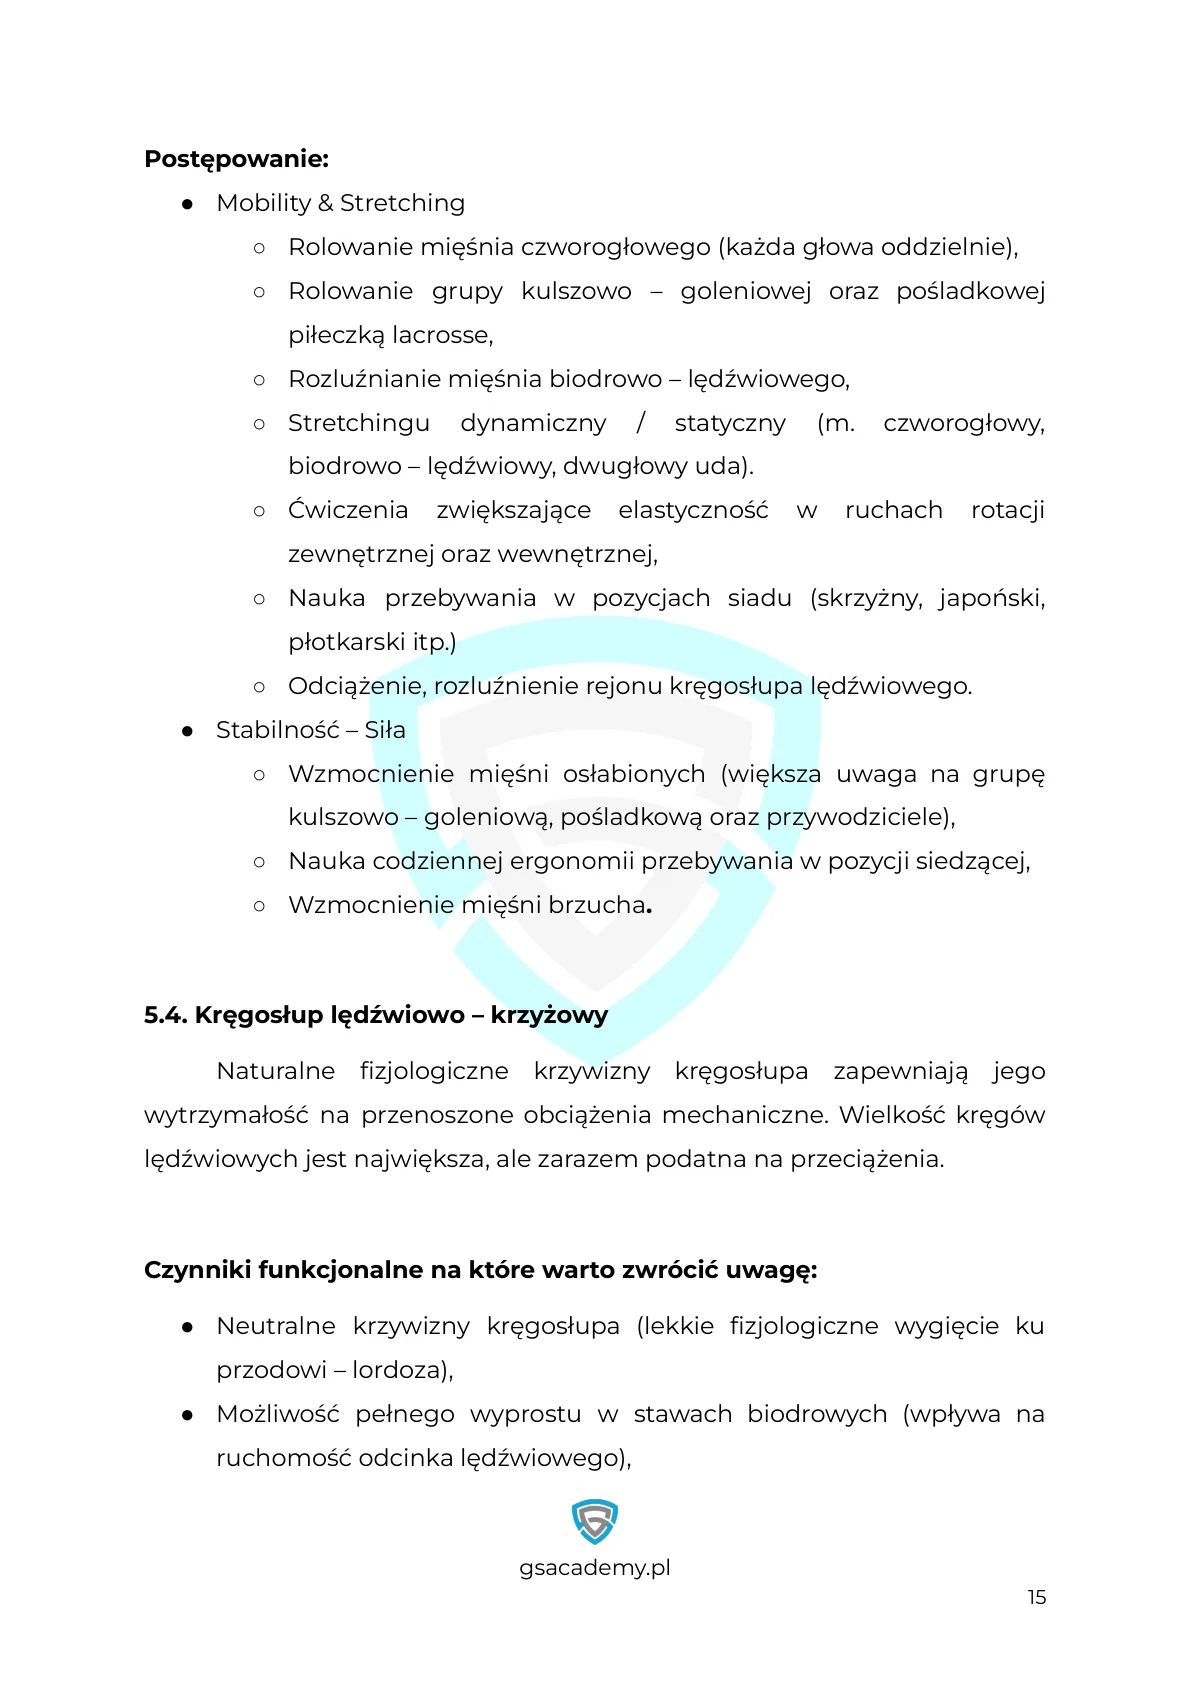 Postępowanie:
● Mobility & Stretching
○ Rolowanie mięśnia czworogłowego (każda głowa oddzielnie),
○ Rolowanie grupy kulszowo – goleniowej oraz pośladkowej
piłeczką lacrosse,
○ Rozluźnianie mięśnia biodrowo – lędźwiowego,
○ Stretchingu dynamiczny / statyczny (m. czworogłowy,
biodrowo – lędźwiowy, dwugłowy uda).
○ Ćwiczenia zwiększające elastyczność w ruchach rotacji
zewnętrznej oraz wewnętrznej,
○ Nauka przebywania w pozycjach siadu (skrzyżny, japoński,
płotkarski itp.)
○ Odciążenie, rozluźnienie rejonu kręgosłupa lędźwiowego.
● Stabilność – Siła
○ Wzmocnienie mięśni osłabionych (większa uwaga na grupę
kulszowo – goleniową, pośladkową oraz przywodziciele),
○ Nauka codziennej ergonomii przebywania w pozycji siedzącej,
○ Wzmocnienie mięśni brzucha.
5.4. Kręgosłup lędźwiowo – krzyżowy
Naturalne fizjologiczne krzywizny kręgosłupa zapewniają jego
wytrzymałość na przenoszone obciążenia mechaniczne. Wielkość kręgów
lędźwiowych jest największa, ale zarazem podatna na przeciążenia.
Czynniki funkcjonalne na które warto zwrócić uwagę:
● Neutralne krzywizny kręgosłupa (lekkie fizjologiczne wygięcie ku
przodowi – lordoza),
● Możliwość pełnego wyprostu w stawach biodrowych (wpływa na
ruchomość odcinka lędźwiowego),
gsacademy.pl
15